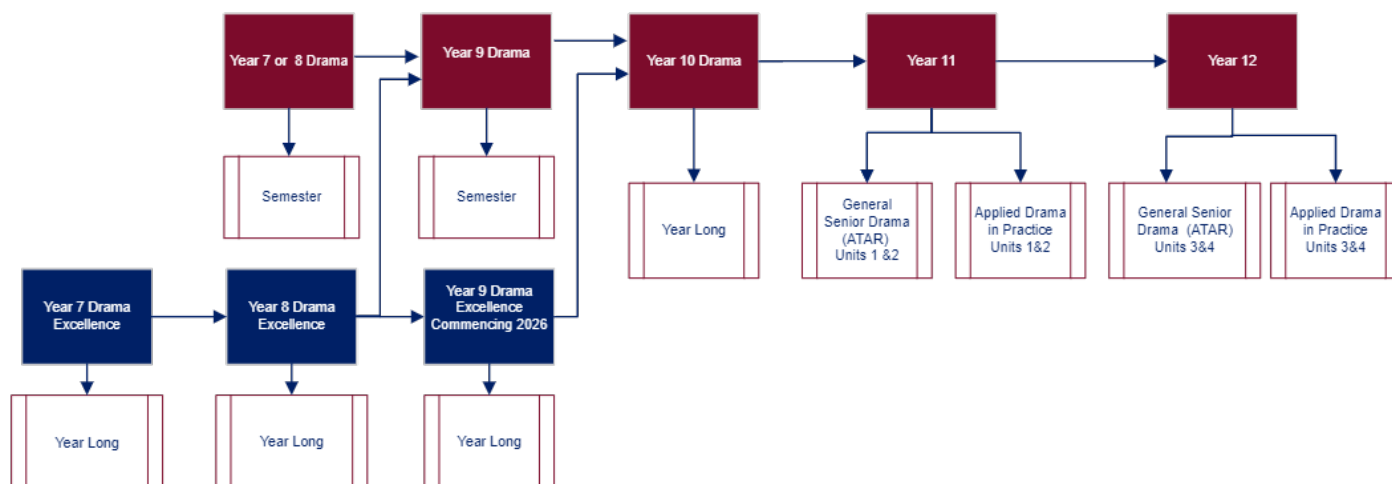 Year 7 or  8 Drama
Year 9 Drama
Year 10 Drama
Year 11
Year 12
Semester
Semester
Year Long
General
Senior Drama
(ATAR)
Units 1 &2
Applied Drama
in Practice
Units 1&2
General Senior
Drama  (ATAR)
Units 3&4
Applied Drama
in Practice
Units 3&4
Year 7 Drama
Excellence
Year 8 Drama
Excellence
Year 9 Drama
Excellence
Commencing 2026
Year Long
Year Long
Year Long